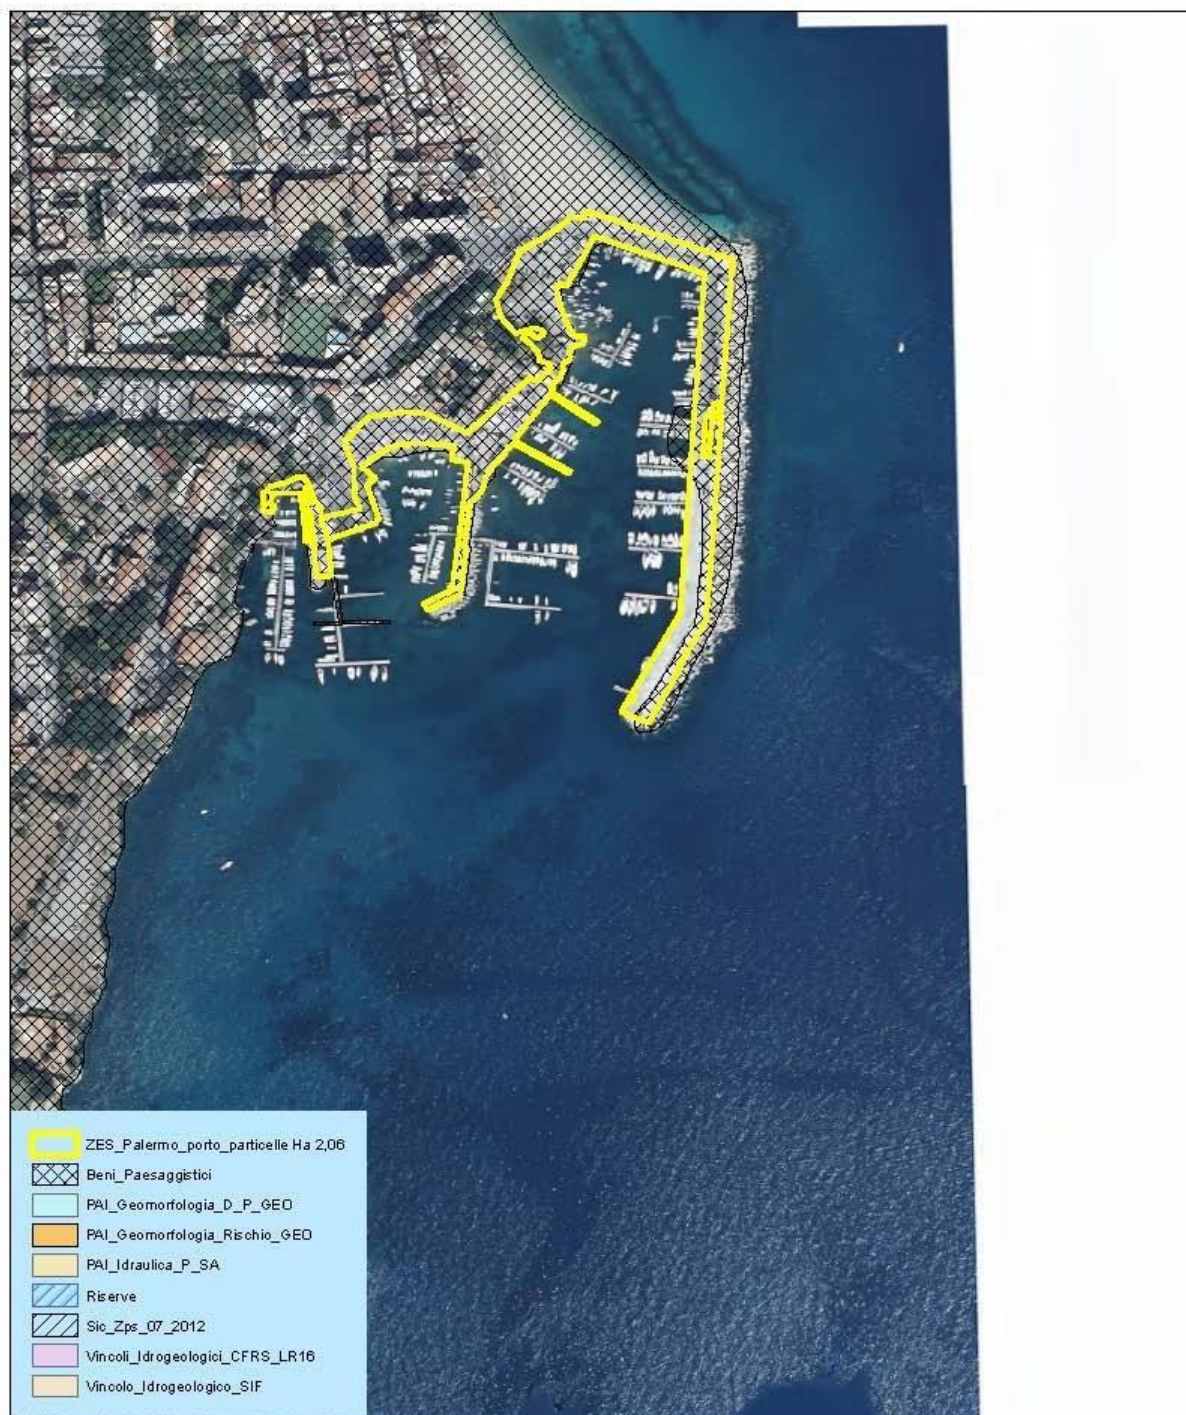 ZES_Palermo_porto_particelle Ha 2,06
Beni_Paesaggistici
PAI_Geomorfologia_D_P_GEO
PAI_Geomorfologia_Rischio_GEO
PAI_Idraulica_P_SA
Riserve
Sic_Zps_07_2012
Vincoli_Idrogeologici_CFRS_LR16
Vincolo_Idrogeologico_SIF